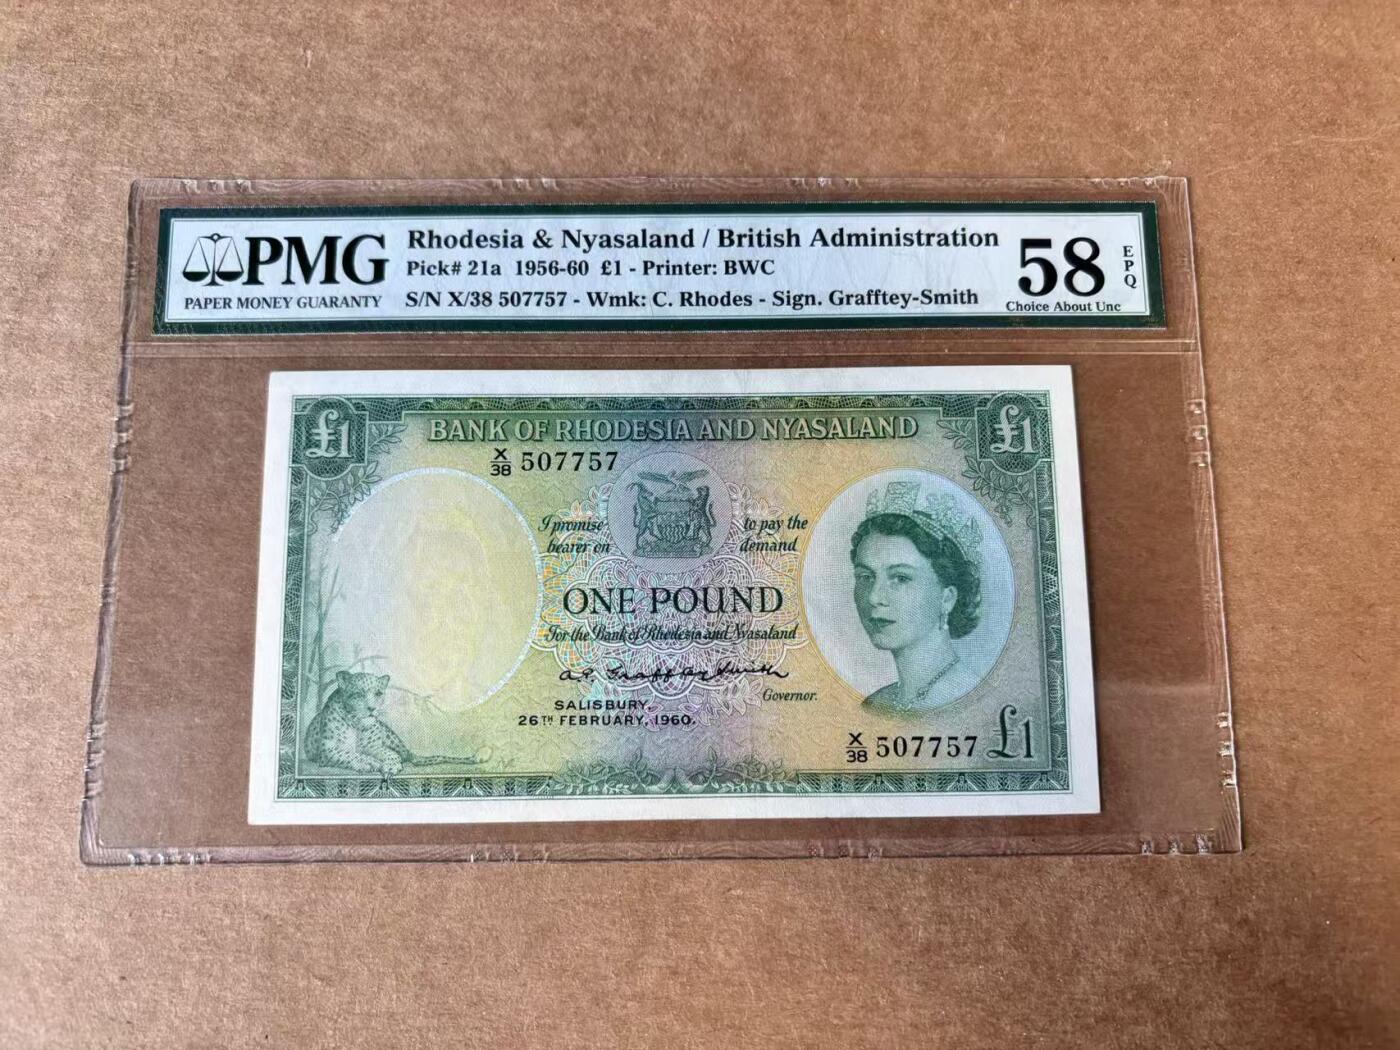 PMG
PAPER MONEY GUARANTY
Rhodesia & Nyasaland / British Administration
Pick# 21a 1956-60 £1 - Printer: BWC
S/N X/38 507757 - Wmk: C. Rhodes - Sign. Grafftey-Smith
58
EPQ
Choice About Unc
£1
BANK OF RHODESIA AND NYASALAND
£1
X/38 507757
I promise to pay the
bearer on demand
ONE POUND
For the Bank of Rhodesia and Nyasaland
A.P. Grafftey Smith
Governor.
SALISBURY,
26TH FEBRUARY, 1960.
X/38 507757 £1